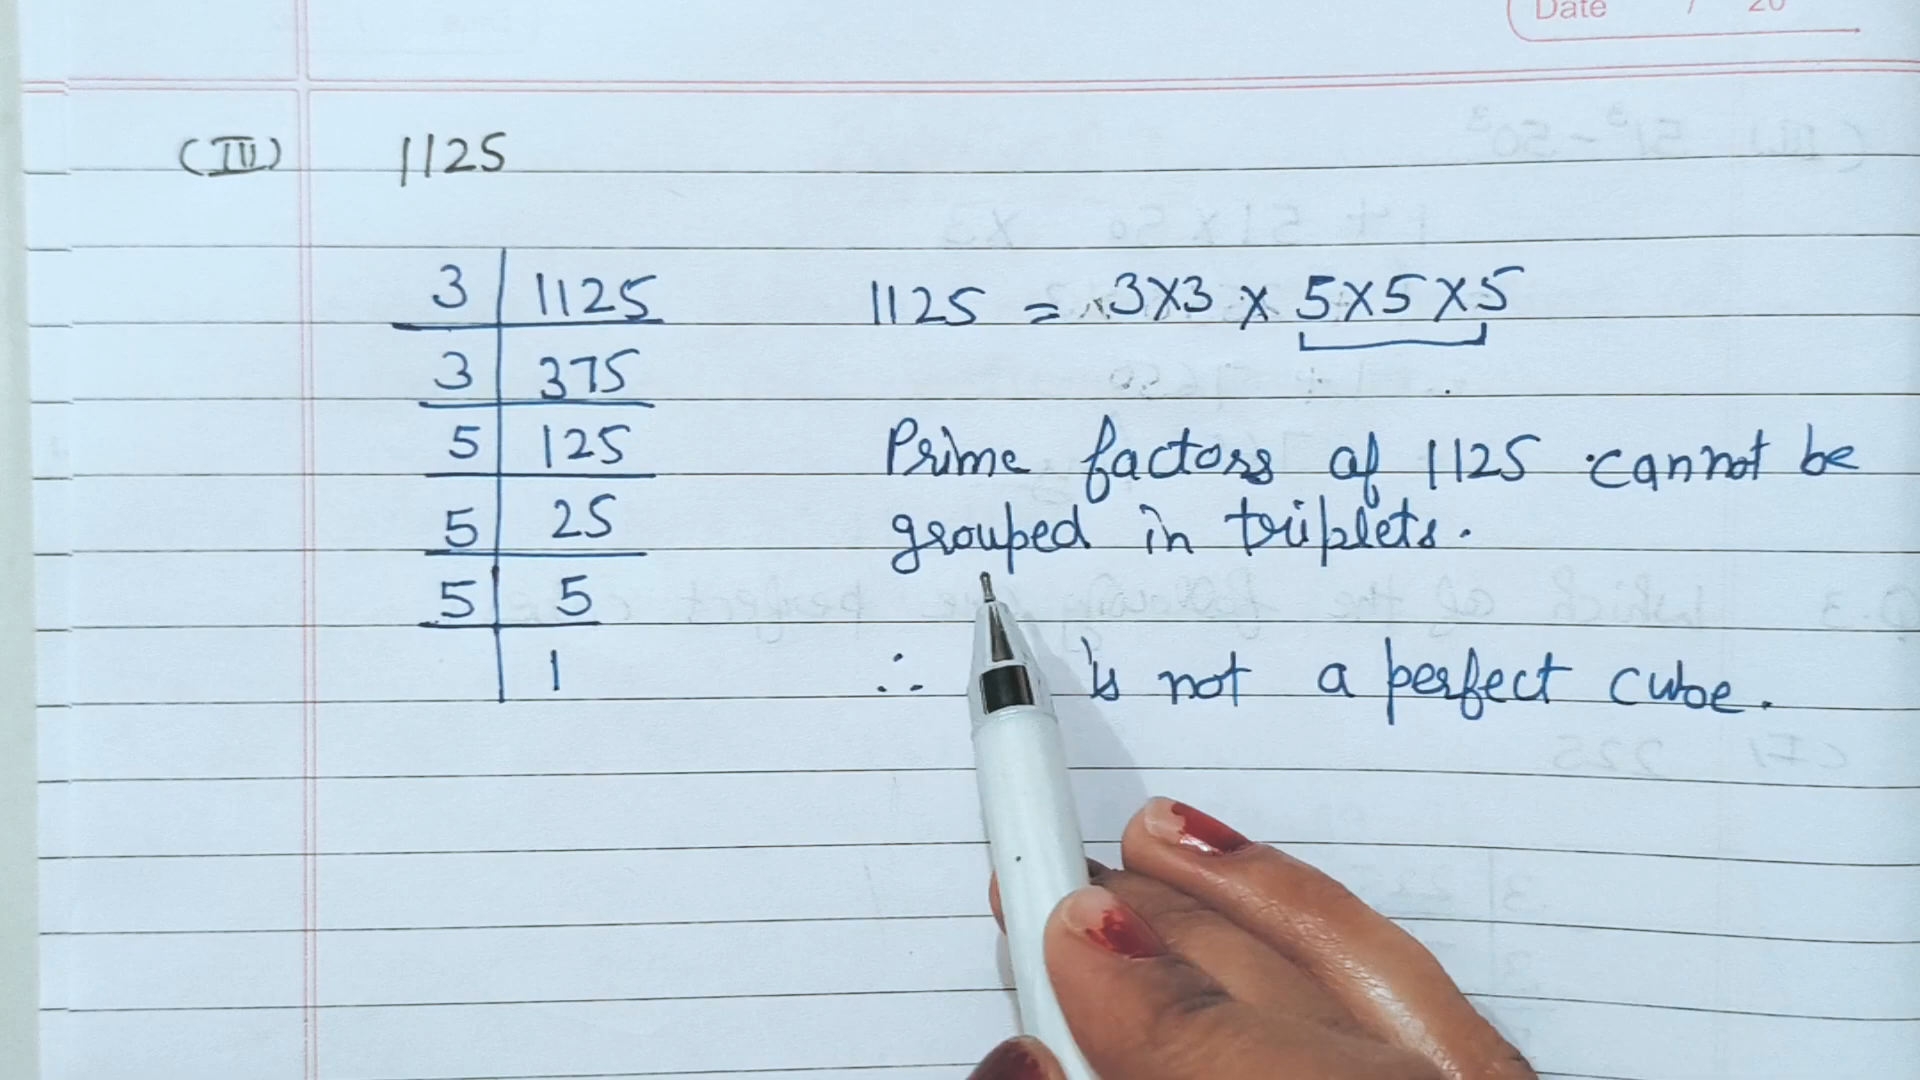 Date / 20
(III) 1125
3 | 1125
3 | 375
5 | 125
5 | 25
5 | 5
1
1125 = 3×3 × 5×5×5
Prime factors of 1125 cannot be
grouped in triplets.
∴ is not a perfect cube.